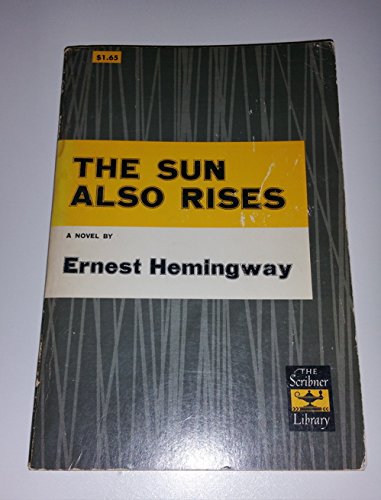 $1.65
THE SUN
ALSO RISES
A NOVEL BY
Ernest Hemingway
THE
Scribner
Library